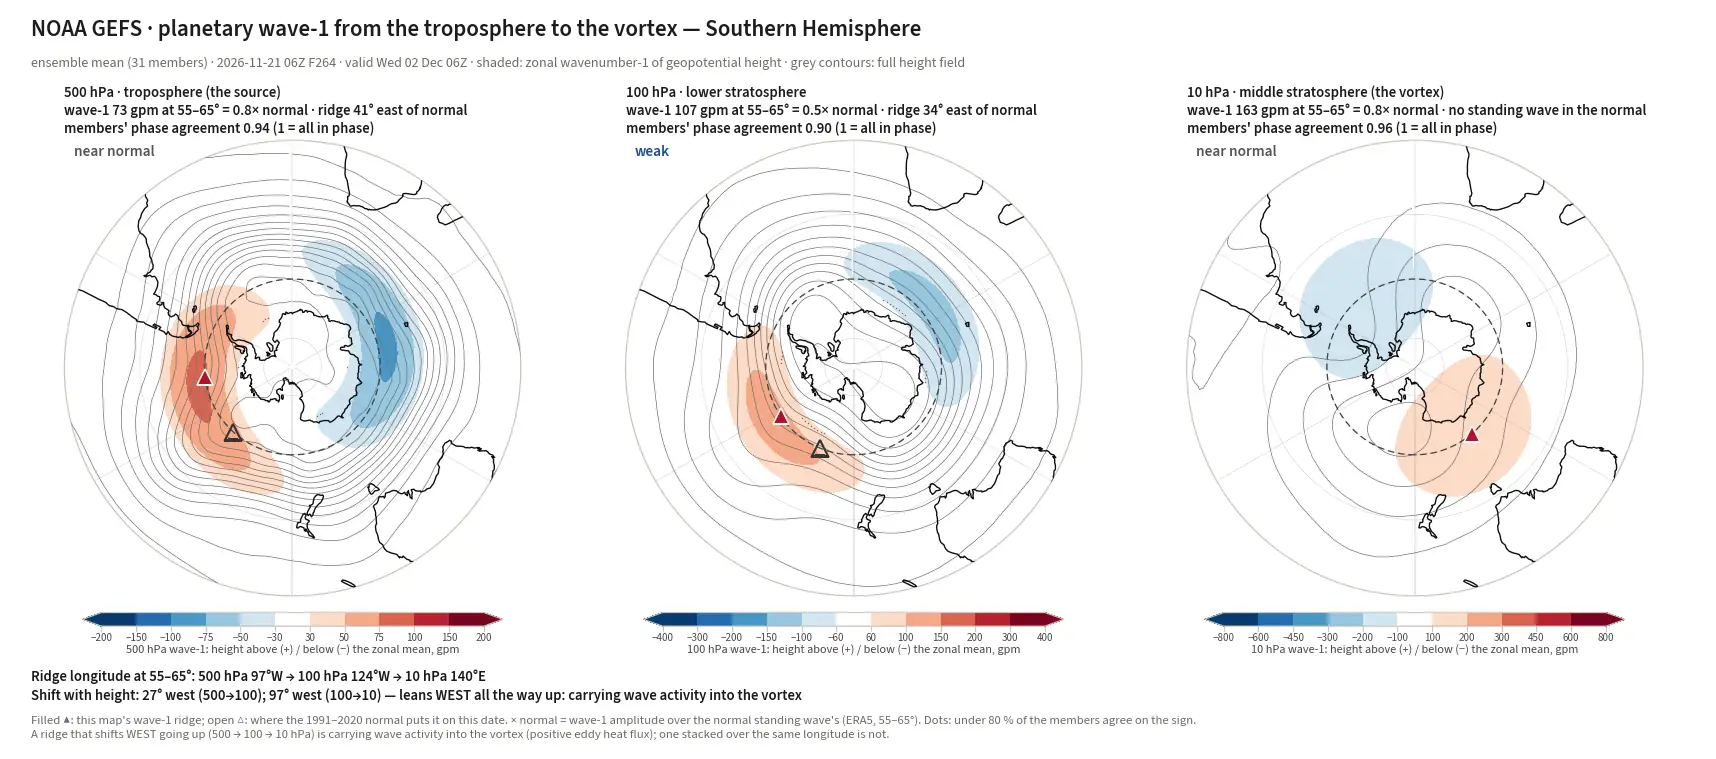 NOAA GEFS · planetary wave-1 from the troposphere to the vortex — Southern Hemisphere
ensemble mean (31 members) · 2026-11-21 06Z F264 · valid Wed 02 Dec 06Z · shaded: zonal wavenumber-1 of geopotential height · grey contours: full height field
500 hPa · troposphere (the source)
wave-1 73 gpm at 55–65° = 0.8× normal · ridge 41° east of normal
members' phase agreement 0.94 (1 = all in phase)
near normal
100 hPa · lower stratosphere
wave-1 107 gpm at 55–65° = 0.5× normal · ridge 34° east of normal
members' phase agreement 0.90 (1 = all in phase)
weak
10 hPa · middle stratosphere (the vortex)
wave-1 163 gpm at 55–65° = 0.8× normal · no standing wave in the normal
members' phase agreement 0.96 (1 = all in phase)
near normal
−200 −150 −100 −75 −50 −30 30 50 75 100 150 200
500 hPa wave-1: height above (+) / below (−) the zonal mean, gpm
−400 −300 −200 −150 −100 −60 60 100 150 200 300 400
100 hPa wave-1: height above (+) / below (−) the zonal mean, gpm
−800 −600 −450 −300 −200 −100 100 200 300 450 600 800
10 hPa wave-1: height above (+) / below (−) the zonal mean, gpm
Ridge longitude at 55–65°: 500 hPa 97°W → 100 hPa 124°W → 10 hPa 140°E
Shift with height: 27° west (500→100); 97° west (100→10) — leans WEST all the way up: carrying wave activity into the vortex
Filled ▲: this map's wave-1 ridge; open △: where the 1991–2020 normal puts it on this date. × normal = wave-1 amplitude over the normal standing wave's (ERA5, 55–65°). Dots: under 80 % of the members agree on the sign.
A ridge that shifts WEST going up (500 → 100 → 10 hPa) is carrying wave activity into the vortex (positive eddy heat flux); one stacked over the same longitude is not.